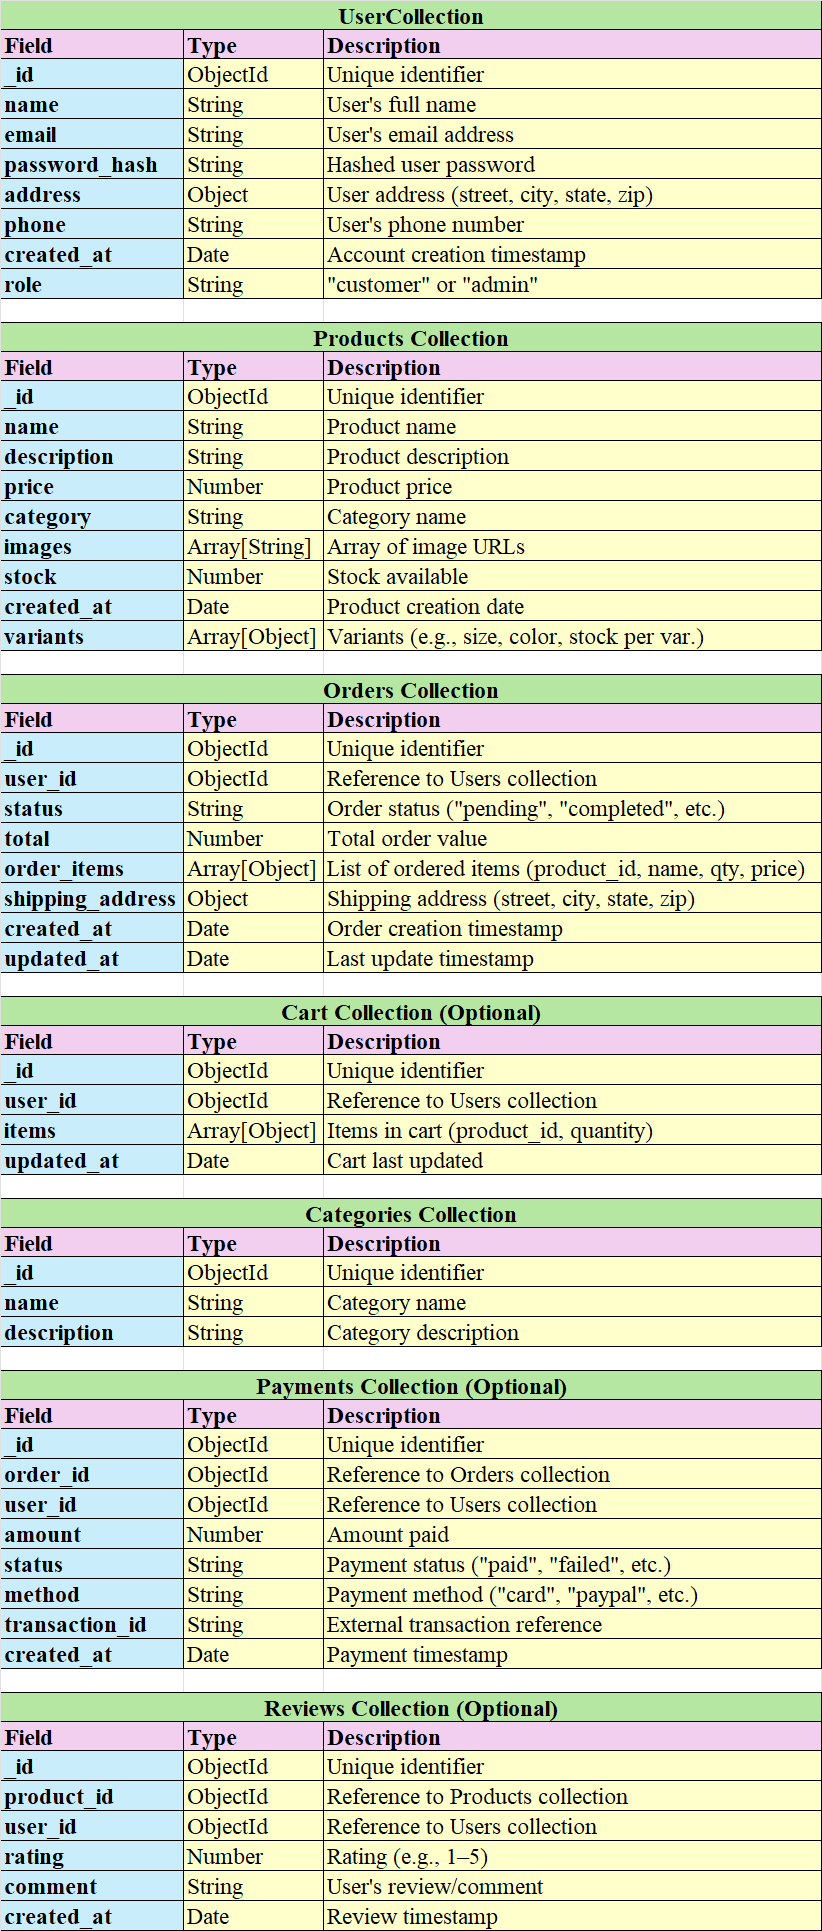 UserCollection
Field Type Description
_id ObjectId Unique identifier
name String User's full name
email String User's email address
password_hash String Hashed user password
address Object User address (street, city, state, zip)
phone String User's phone number
created_at Date Account creation timestamp
role String "customer" or "admin"
Products Collection
Field Type Description
_id ObjectId Unique identifier
name String Product name
description String Product description
price Number Product price
category String Category name
images Array[String] Array of image URLs
stock Number Stock available
created_at Date Product creation date
variants Array[Object] Variants (e.g., size, color, stock per var.)
Orders Collection
Field Type Description
_id ObjectId Unique identifier
user_id ObjectId Reference to Users collection
status String Order status ("pending", "completed", etc.)
total Number Total order value
order_items Array[Object] List of ordered items (product_id, name, qty, price)
shipping_address Object Shipping address (street, city, state, zip)
created_at Date Order creation timestamp
updated_at Date Last update timestamp
Cart Collection (Optional)
Field Type Description
_id ObjectId Unique identifier
user_id ObjectId Reference to Users collection
items Array[Object] Items in cart (product_id, quantity)
updated_at Date Cart last updated
Categories Collection
Field Type Description
_id ObjectId Unique identifier
name String Category name
description String Category description
Payments Collection (Optional)
Field Type Description
_id ObjectId Unique identifier
order_id ObjectId Reference to Orders collection
user_id ObjectId Reference to Users collection
amount Number Amount paid
status String Payment status ("paid", "failed", etc.)
method String Payment method ("card", "paypal", etc.)
transaction_id String External transaction reference
created_at Date Payment timestamp
Reviews Collection (Optional)
Field Type Description
_id ObjectId Unique identifier
product_id ObjectId Reference to Products collection
user_id ObjectId Reference to Users collection
rating Number Rating (e.g., 1–5)
comment String User's review/comment
created_at Date Review timestamp